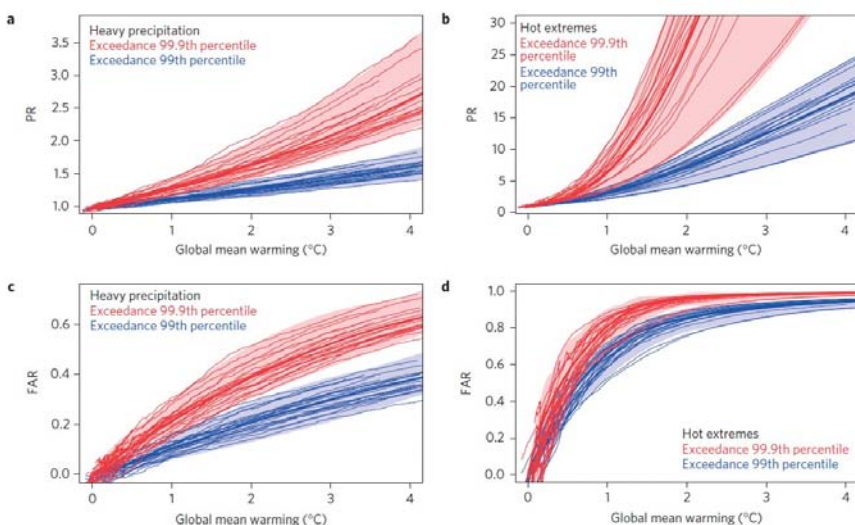 a
Heavy precipitation
Exceedance 99.9th percentile
Exceedance 99th percentile
PR
3.5
3.0
2.5
2.0
1.5
1.0
0 1 2 3 4
Global mean warming (°C)
b
Hot extremes
Exceedance 99.9th
percentile
Exceedance 99th
percentile
PR
30
25
20
15
10
5
0
0 1 2 3 4
Global mean warming (°C)
c
Heavy precipitation
Exceedance 99.9th percentile
Exceedance 99th percentile
FAR
0.6
0.4
0.2
0.0
0 1 2 3 4
Global mean warming (°C)
d
FAR
1.0
0.8
0.6
0.4
0.2
0.0
Hot extremes
Exceedance 99.9th percentile
Exceedance 99th percentile
0 1 2 3 4
Global mean warming (°C)